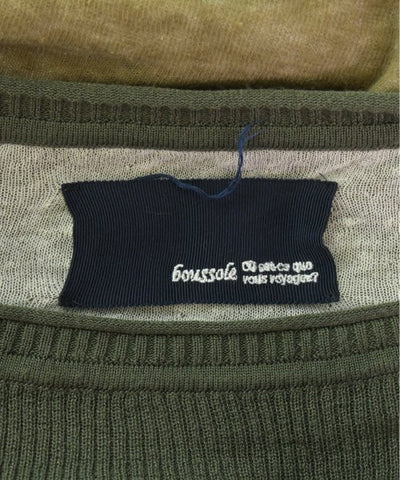 boussole Où est-ce que
vous voyagez?